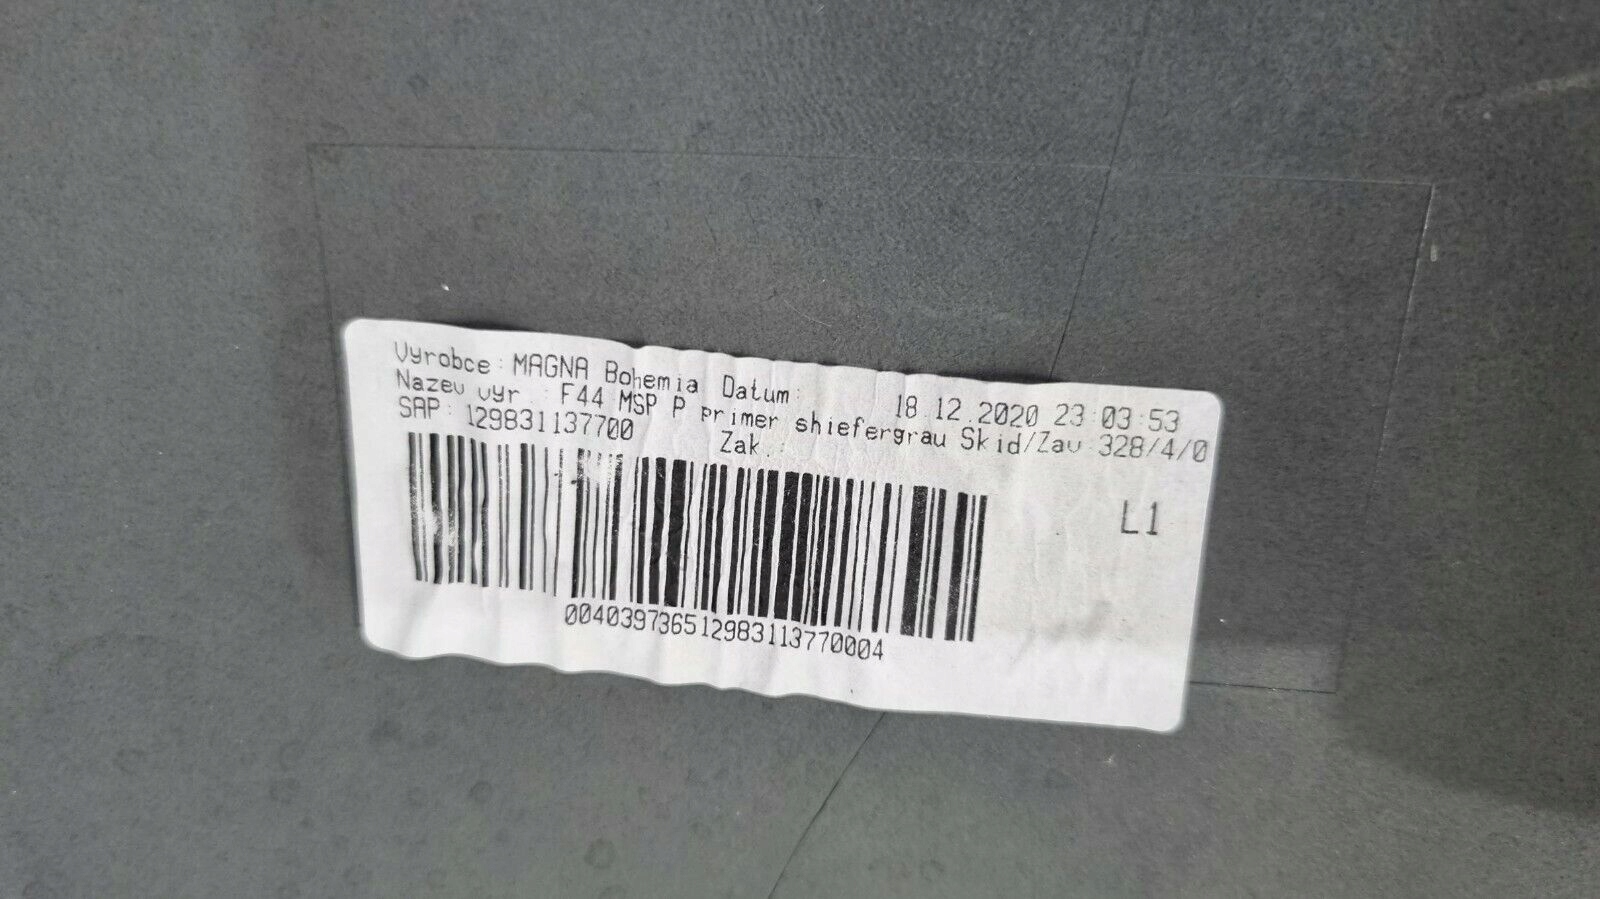 Vyrobce: MAGNA Bohemia Datum: 18.12.2020 23:03:53
Nazev vyr.: F44 MSP P primer shiefergrau Skid/Zav 328/4/0
SAP: 129831137700 Zak.:
L1
004039736512983113770004